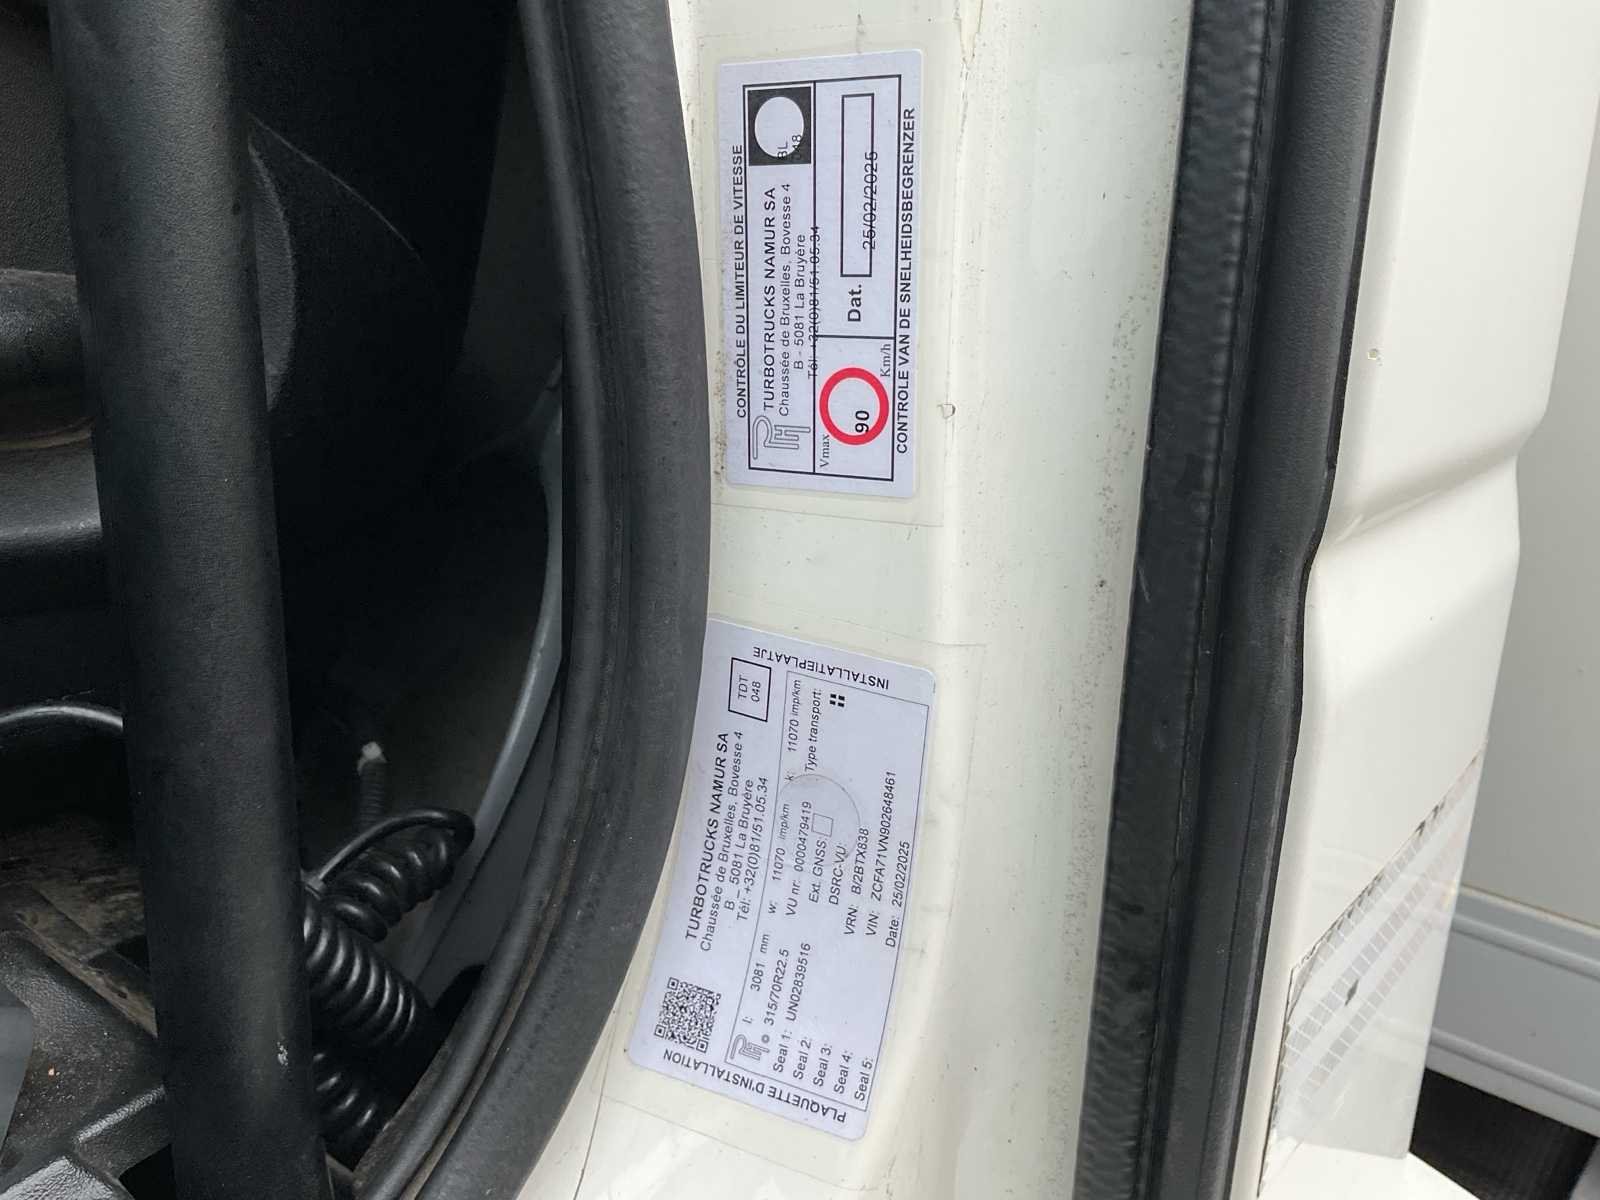 CONTRÔLE DU LIMITEUR DE VITESSE
TURBOTRUCKS NAMUR SA
Chaussée de Bruxelles, Bovesse 4
B - 5081 La Bruyère
Tél: +32(0)81/51.05.34
BL
048
Vmax
90
Km/h
Dat.
25/02/2025
CONTROLE VAN DE SNELHEIDSBEGRENZER
PLAQUETTE D'INSTALLATION
TURBOTRUCKS NAMUR SA
Chaussée de Bruxelles, Bovesse 4
B – 5081 La Bruyère
Tél: +32(0)81/51.05.34
TDT
048
l: 3081 mm w: 11070 imp/km k: 11070 imp/km
315/70R22.5 VU nr: 0000479419 Type transport:
Seal 1: UN02839516 Ext. GNSS:
Seal 2: DSRC-VU:
Seal 3: VRN: B/2BTX838
Seal 4: VIN: ZCFA71VN902648461
Seal 5: Date: 25/02/2025
INSTALLATIEPLAATJE